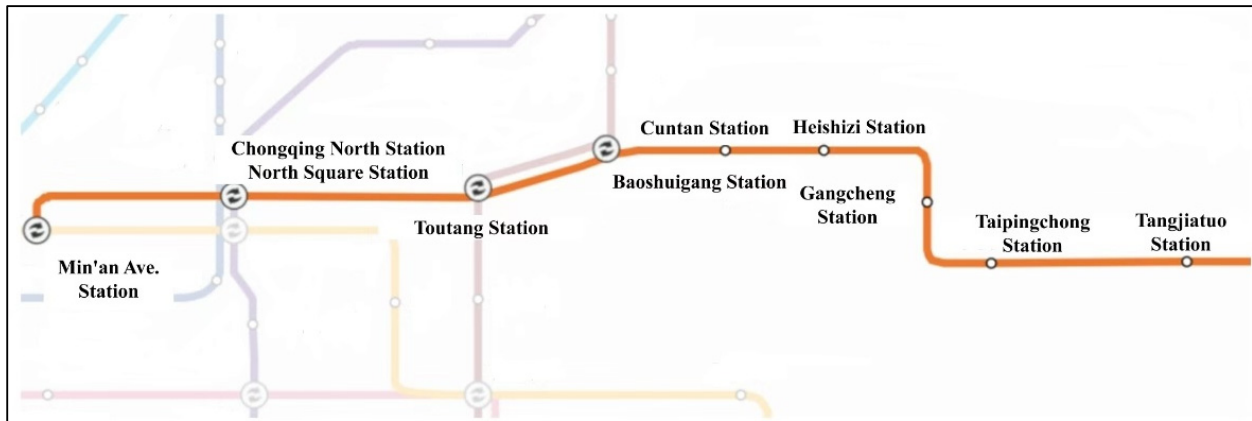 Cuntan Station
Heishizi Station
Chongqing North Station
North Square Station
Baoshuigang Station
Gangcheng
Station
Toutang Station
Taipingchong
Station
Tangjiatuo
Station
Min'an Ave.
Station